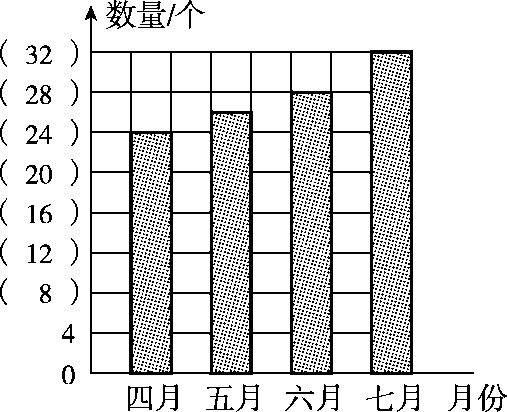 数量/个
( 32 )
( 28 )
( 24 )
( 20 )
( 16 )
( 12 )
( 8 )
4
0
四月 五月 六月 七月 月份